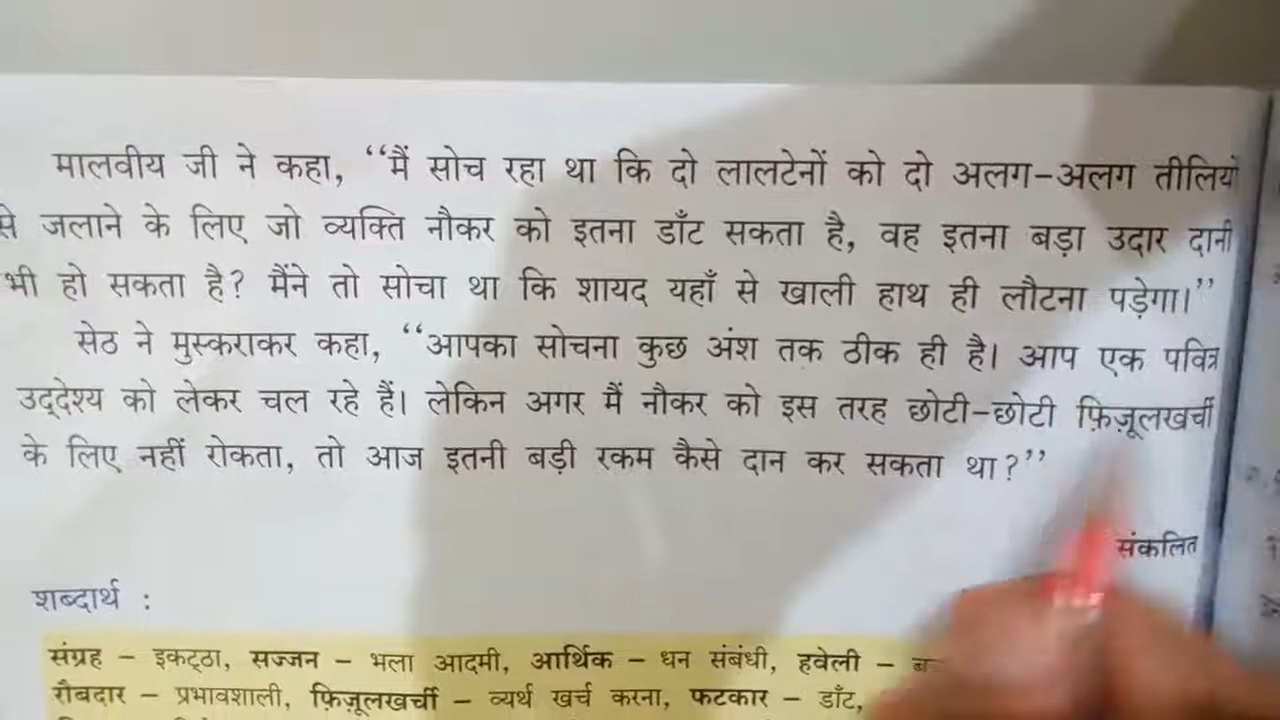 मालवीय जी ने कहा, “मैं सोच रहा था कि दो लालटेनों को दो अलग-अलग तीलियों
से जलाने के लिए जो व्यक्ति नौकर को इतना डाँट सकता है, वह इतना बड़ा उदार दानी
भी हो सकता है? मैंने तो सोचा था कि शायद यहाँ से खाली हाथ ही लौटना पड़ेगा।”
सेठ ने मुस्कराकर कहा, “आपका सोचना कुछ अंश तक ठीक ही है। आप एक पवित्र
उद्देश्य को लेकर चल रहे हैं। लेकिन अगर मैं नौकर को इस तरह छोटी-छोटी फ़िज़ूलखर्ची
के लिए नहीं रोकता, तो आज इतनी बड़ी रकम कैसे दान कर सकता था?”
संकलित
शब्दार्थ :
संग्रह – इकट्ठा, सज्जन – भला आदमी, आर्थिक – धन संबंधी, हवेली –
रौबदार – प्रभावशाली, फ़िज़ूलखर्ची – व्यर्थ खर्च करना, फटकार – डाँट,